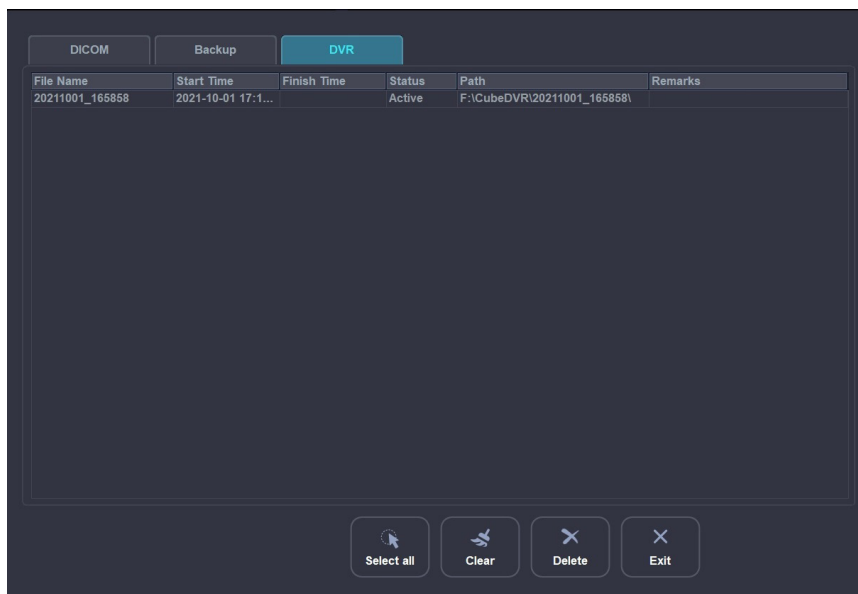 DICOM Backup DVR
File Name Start Time Finish Time Status Path Remarks
20211001_165858 2021-10-01 17:1... Active F:\CubeDVR\20211001_165858\
Select all Clear Delete Exit